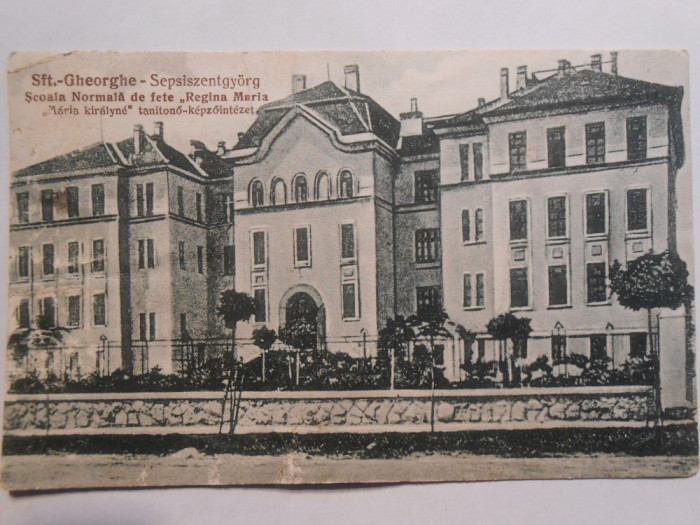 Sft.-Gheorghe - Sepsiszentgyörg
Şcoala Normală de fete „Regina Maria
„Mária királyné" tanitonő-képzőintézet.